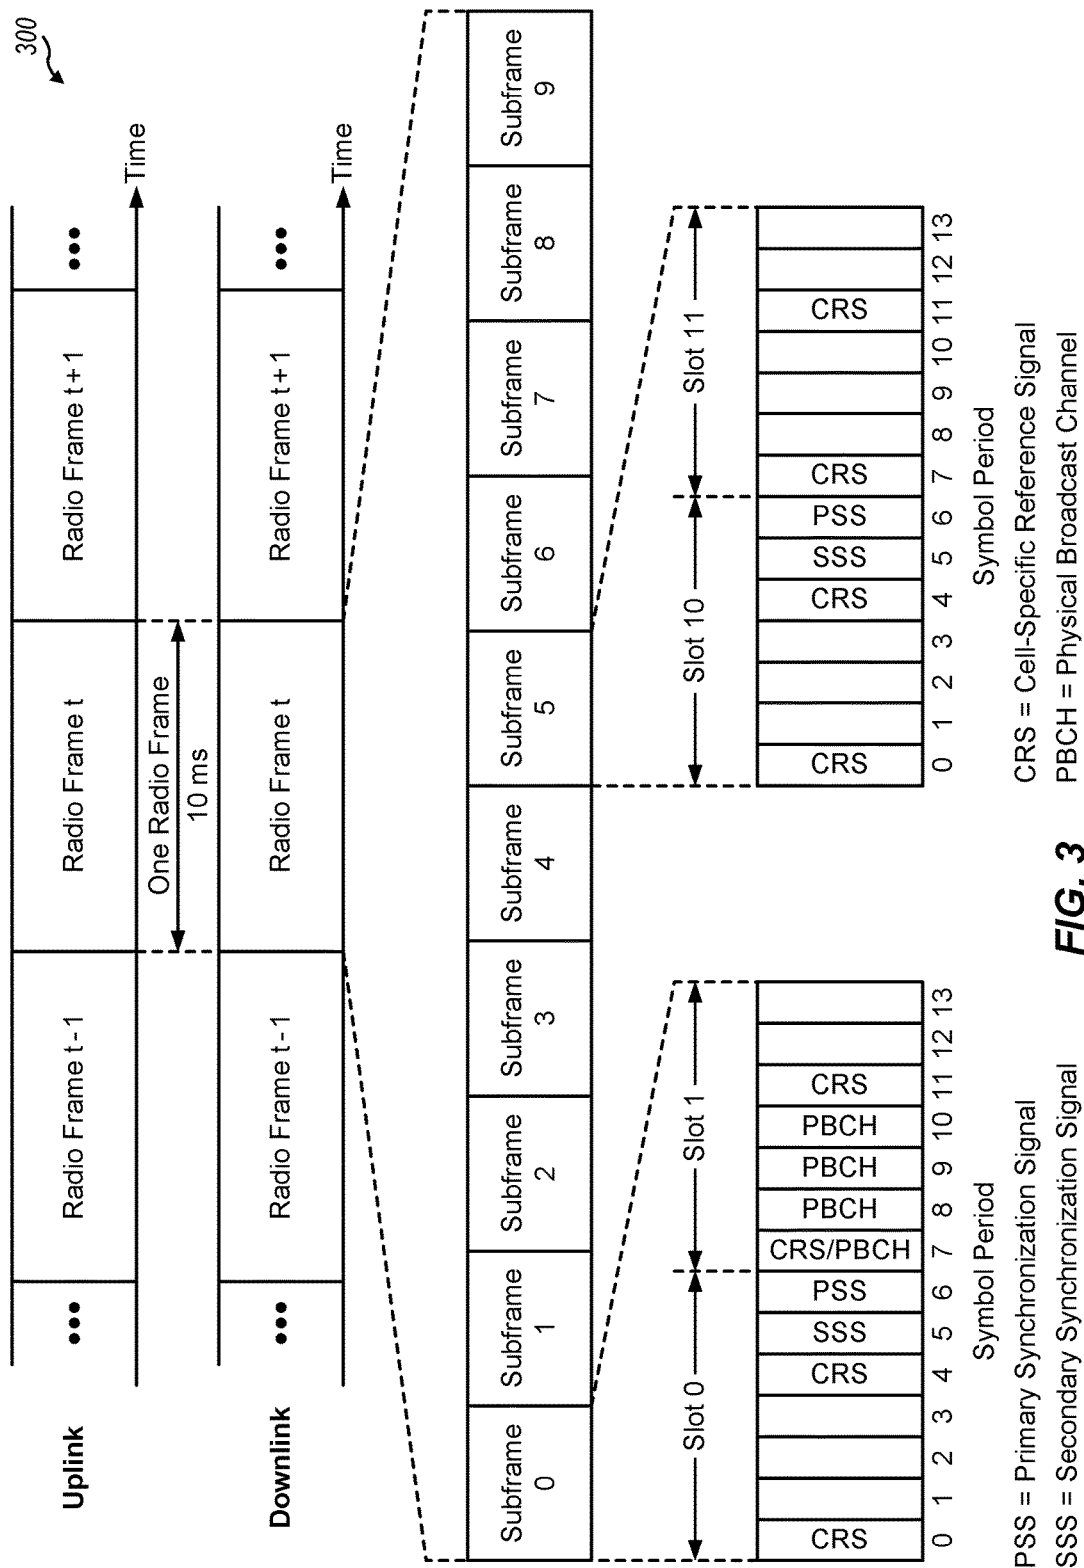 300
Uplink
••• Radio Frame t-1 Radio Frame t Radio Frame t+1 •••
Time
One Radio Frame
10 ms
Downlink
••• Radio Frame t-1 Radio Frame t Radio Frame t+1 •••
Time
Subframe 0
Subframe 1
Subframe 2
Subframe 3
Subframe 4
Subframe 5
Subframe 6
Subframe 7
Subframe 8
Subframe 9
Slot 0 Slot 1
CRS CRS SSS PSS CRS/PBCH PBCH PBCH PBCH CRS
0 1 2 3 4 5 6 7 8 9 10 11 12 13
Symbol Period
Slot 10 Slot 11
CRS CRS SSS PSS CRS CRS
0 1 2 3 4 5 6 7 8 9 10 11 12 13
Symbol Period
PSS = Primary Synchronization Signal
SSS = Secondary Synchronization Signal
CRS = Cell-Specific Reference Signal
PBCH = Physical Broadcast Channel
FIG. 3